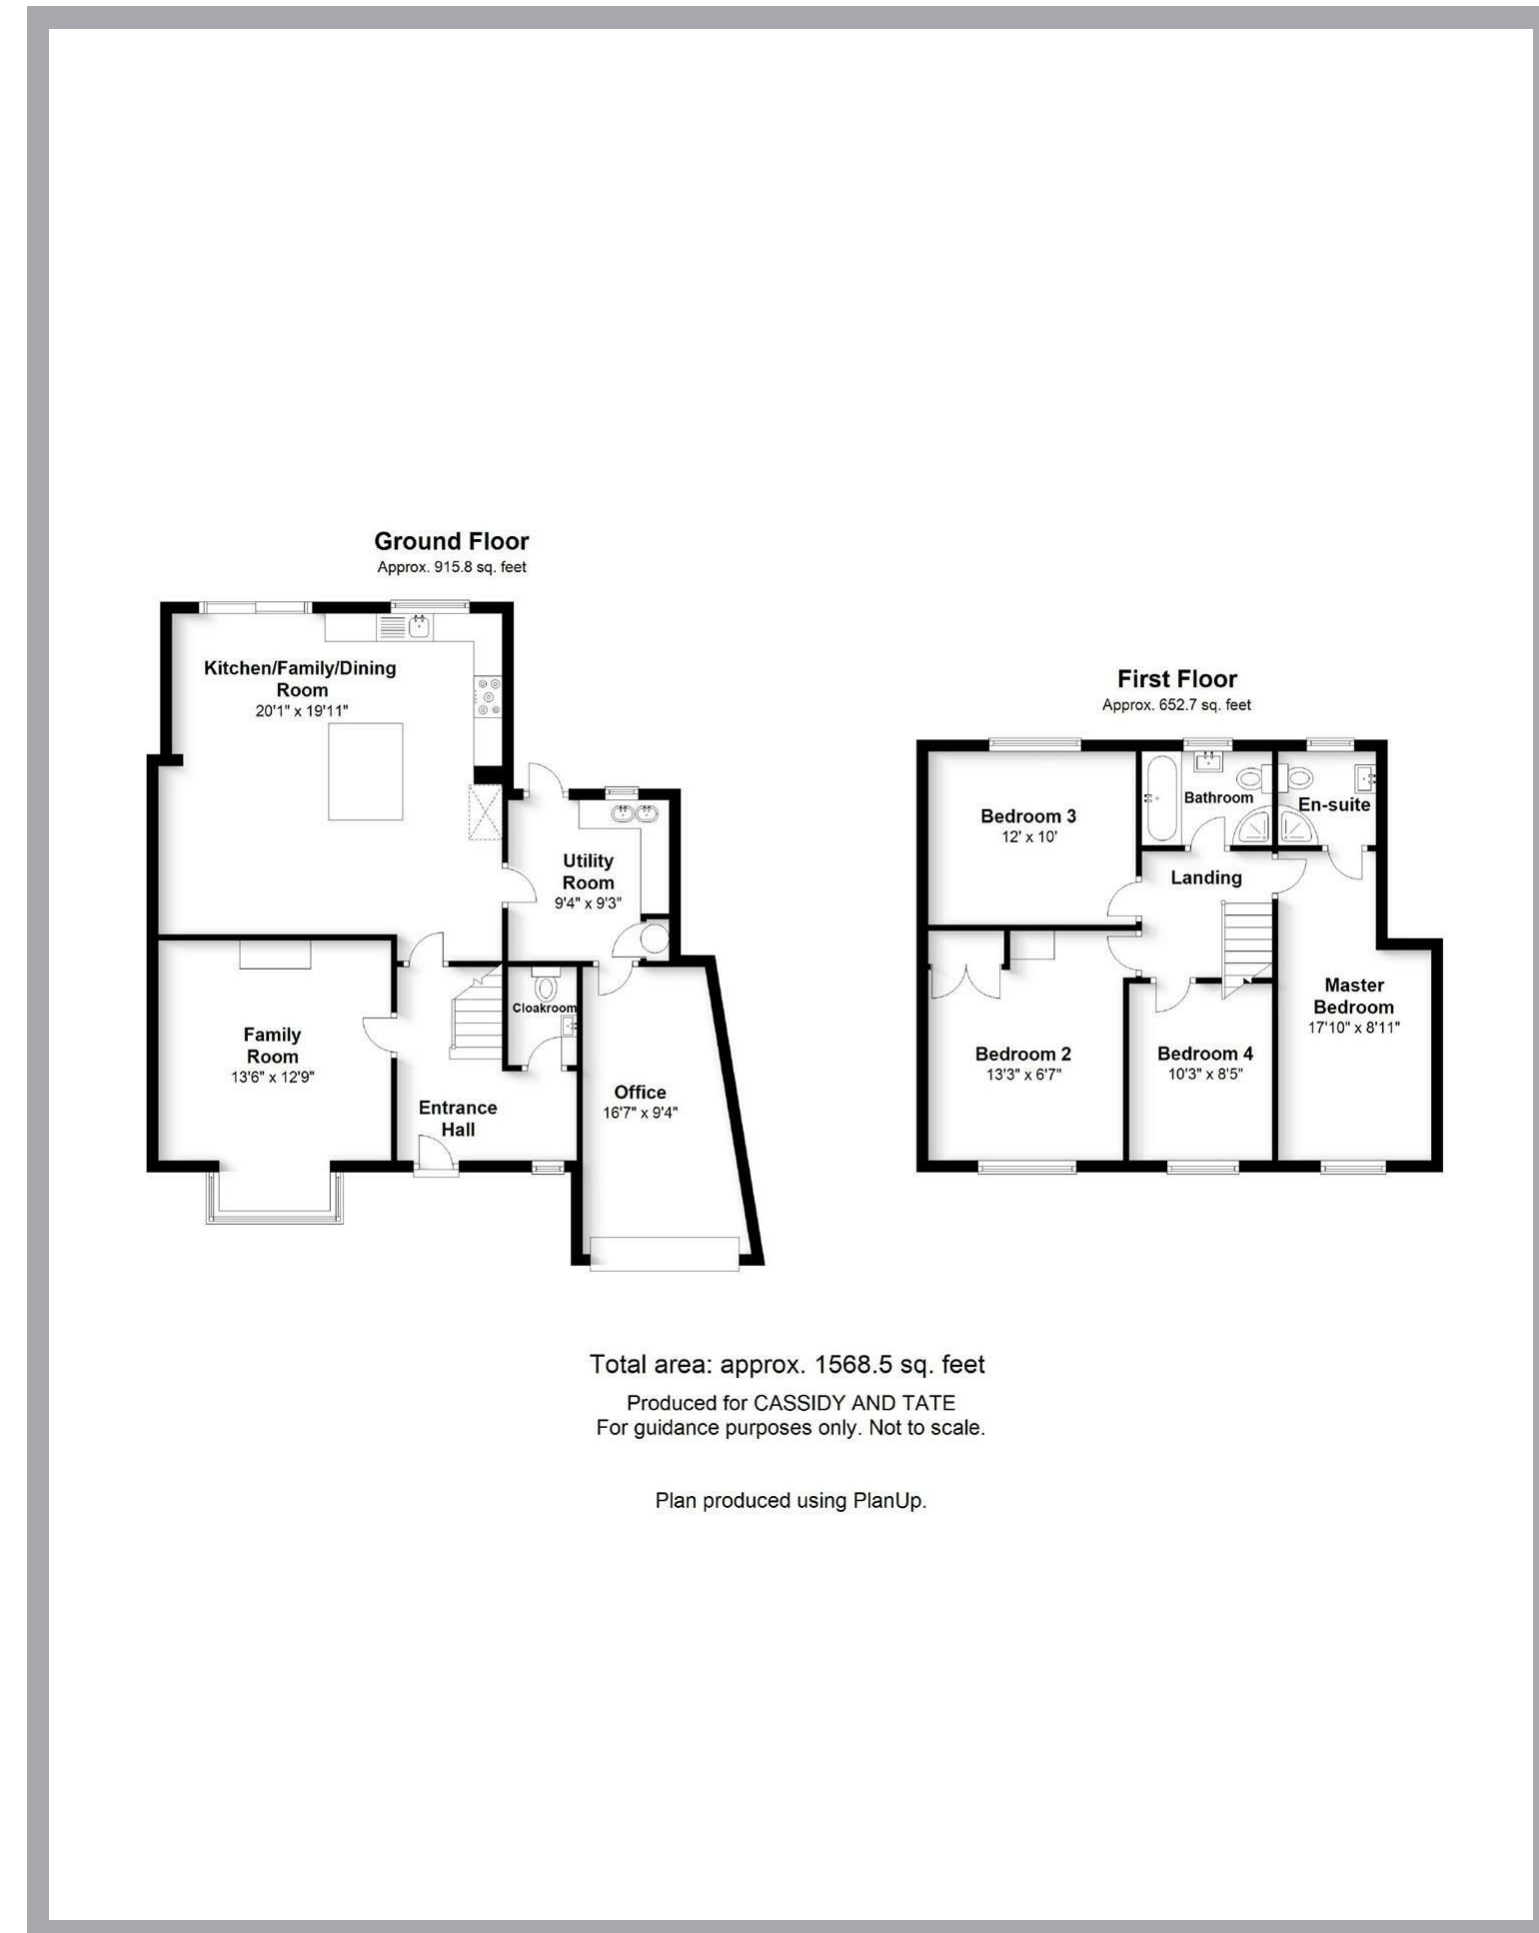 Ground Floor
Approx. 915.8 sq. feet
Kitchen/Family/Dining
Room
20'1" x 19'11"
Utility
Room
9'4" x 9'3"
Cloakroom
Family
Room
13'6" x 12'9"
Office
16'7" x 9'4"
Entrance
Hall
First Floor
Approx. 652.7 sq. feet
Bathroom
En-suite
Bedroom 3
12' x 10'
Landing
Master
Bedroom
17'10" x 8'11"
Bedroom 2
13'3" x 6'7"
Bedroom 4
10'3" x 8'5"
Total area: approx. 1568.5 sq. feet
Produced for CASSIDY AND TATE
For guidance purposes only. Not to scale.
Plan produced using PlanUp.